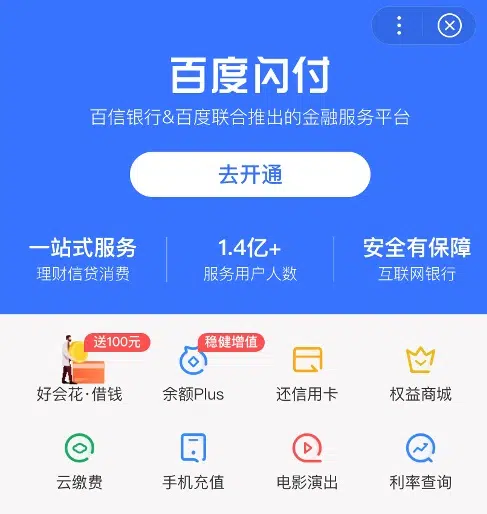 百度闪付
百信银行&百度联合推出的金融服务平台
去开通
一站式服务
1.4亿+
安全有保障
理财信贷消费
服务用户人数
互联网银行
送100元
稳健增值
好会花·借钱
余额Plus
还信用卡
权益商城
云缴费
手机充值
电影演出
利率查询